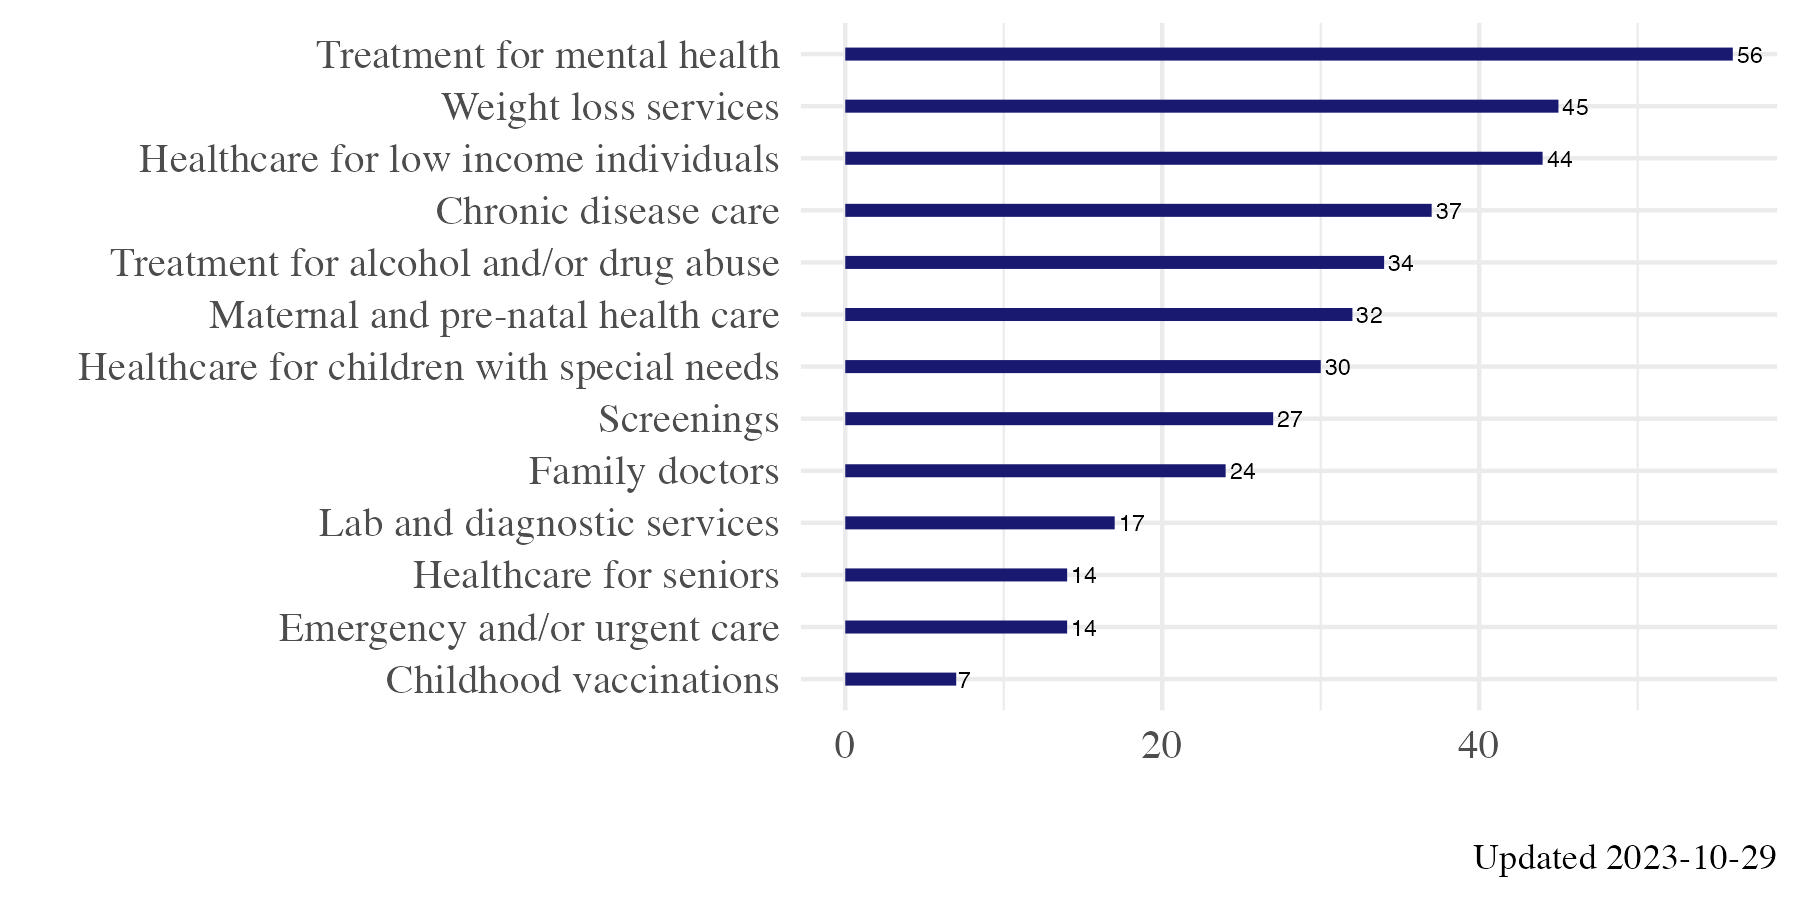 Treatment for mental health 56
Weight loss services 45
Healthcare for low income individuals 44
Chronic disease care 37
Treatment for alcohol and/or drug abuse 34
Maternal and pre-natal health care 32
Healthcare for children with special needs 30
Screenings 27
Family doctors 24
Lab and diagnostic services 17
Healthcare for seniors 14
Emergency and/or urgent care 14
Childhood vaccinations 7
0 20 40
Updated 2023-10-29